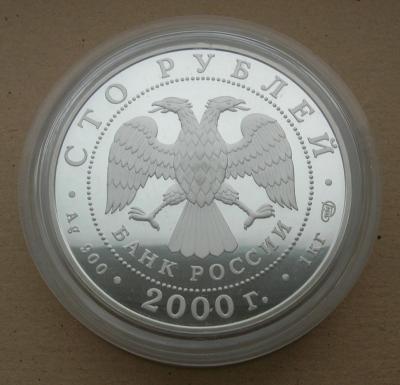 СТО РУБЛЕЙ
БАНК РОССИИ
Ag 900 • 2000 г. • 1 КГ